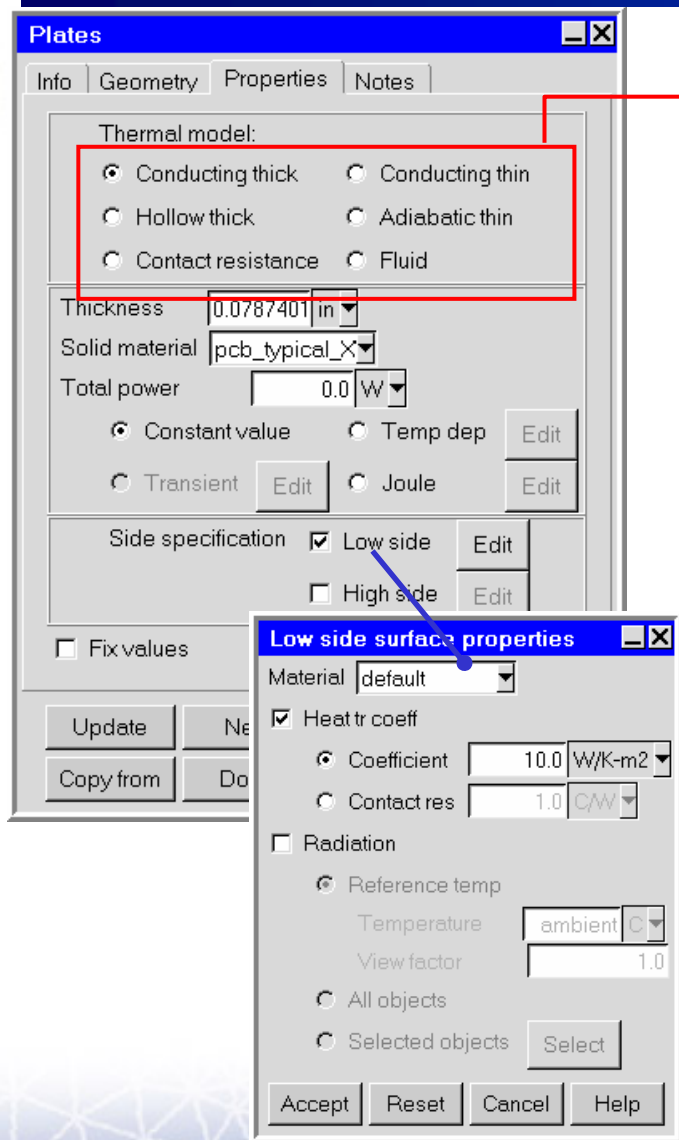 Plates
Info Geometry Properties Notes
Thermal model:
Conducting thick Conducting thin
Hollow thick Adiabatic thin
Contact resistance Fluid
Thickness 0.0787401 in
Solid material pcb_typical_X
Total power 0.0 W
Constant value Temp dep Edit
Transient Edit Joule Edit
Side specification Low side Edit
High side Edit
Fix values
Update Ne
Copy from Do
Low side surface properties
Material default
Heat tr coeff
Coefficient 10.0 W/K-m2
Contact res 1.0 C/W
Radiation
Reference temp
Temperature ambient C
View factor 1.0
All objects
Selected objects Select
Accept Reset Cancel Help